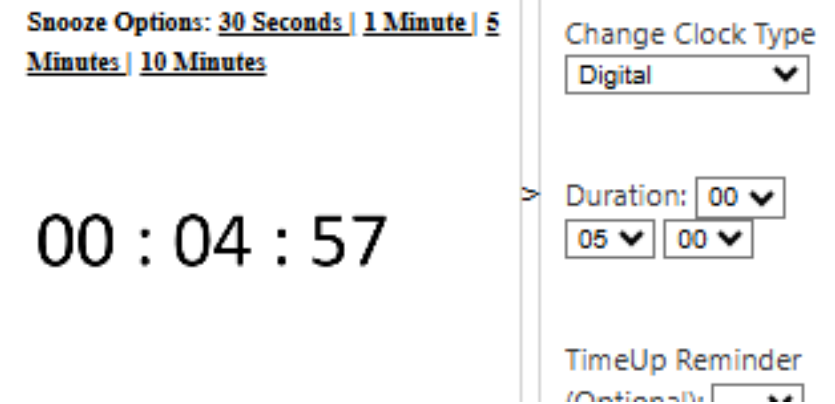 Snooze Options: 30 Seconds | 1 Minute | 5
Minutes | 10 Minutes
00 : 04 : 57
>
Change Clock Type
Digital
Duration: 00
05 00
TimeUp Reminder
(Optional):